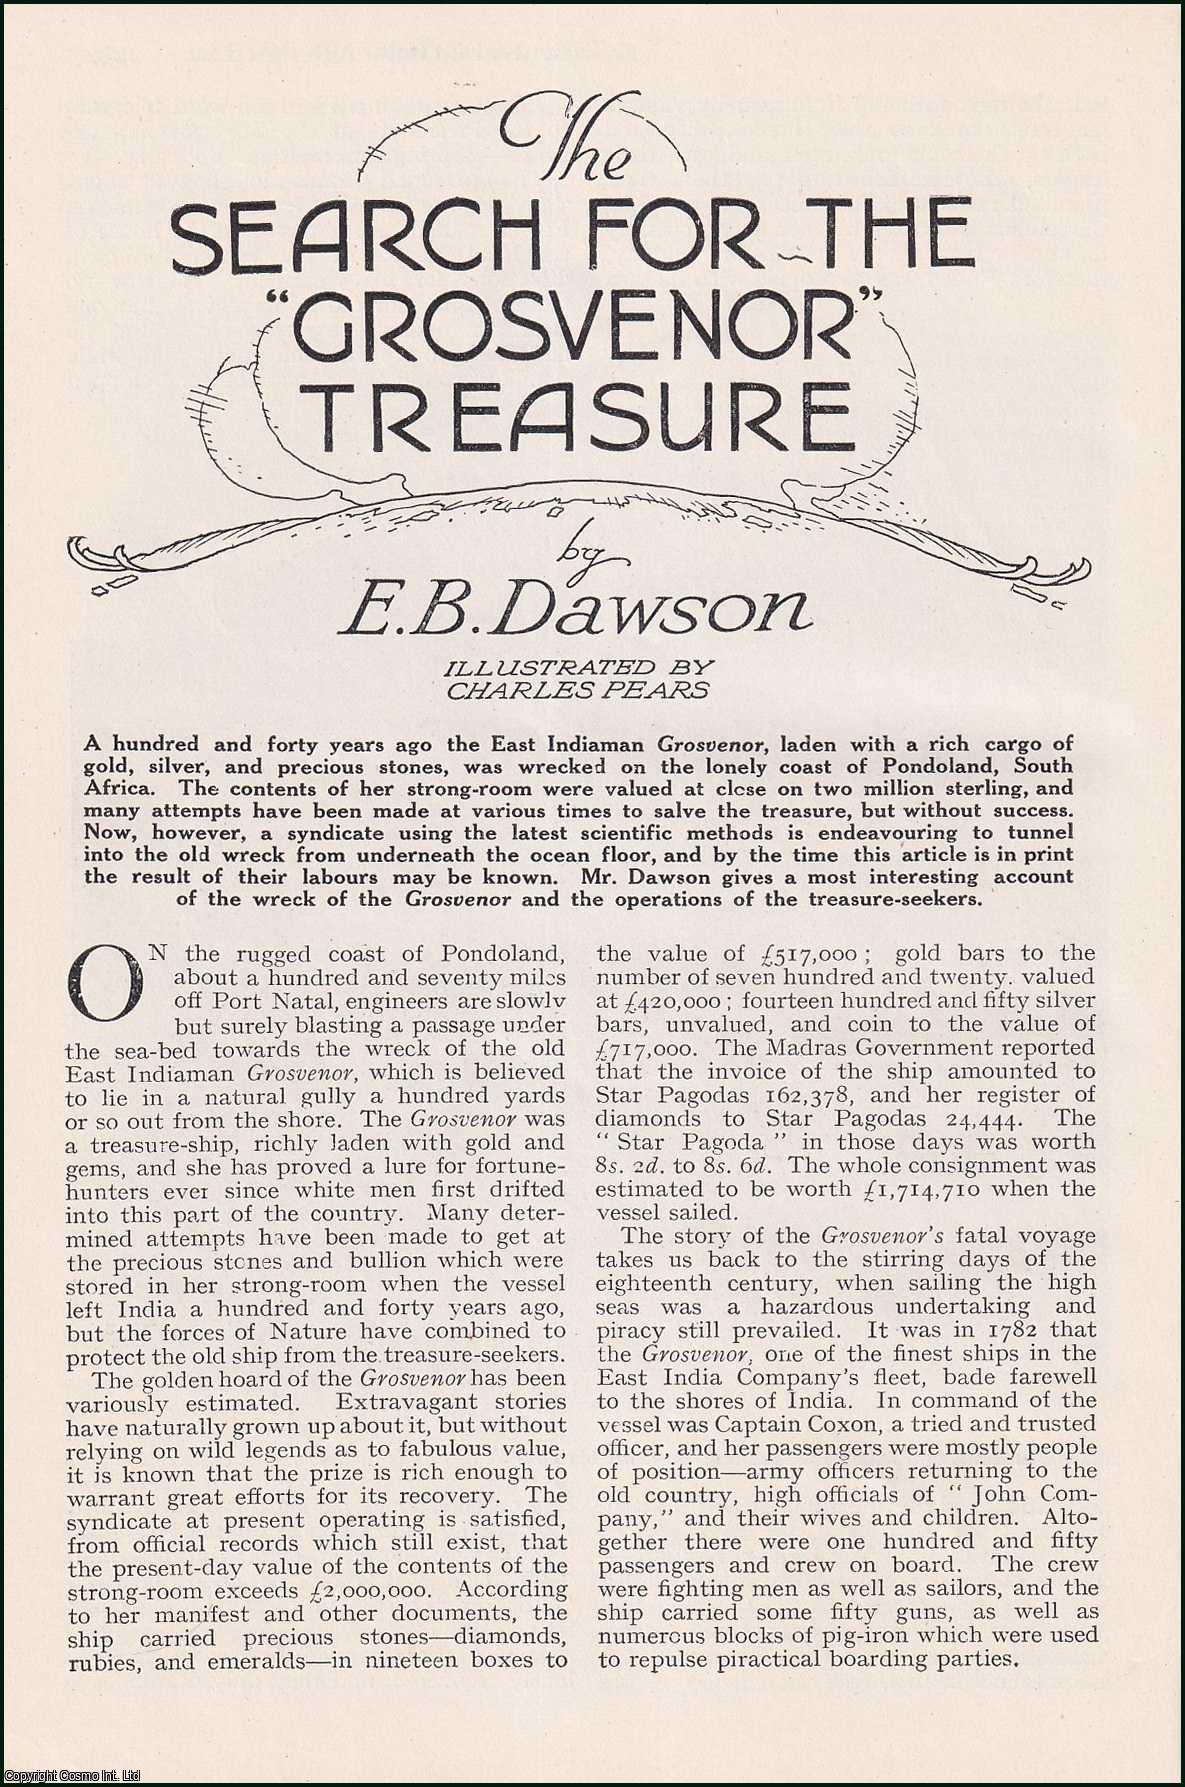 The
SEARCH FOR THE
"GROSVENOR"
TREASURE
by
E. B. Dawson
ILLUSTRATED BY
CHARLES PEARS
A hundred and forty years ago the East Indiaman Grosvenor, laden with a rich cargo of
gold, silver, and precious stones, was wrecked on the lonely coast of Pondoland, South
Africa. The contents of her strong-room were valued at close on two million sterling, and
many attempts have been made at various times to salve the treasure, but without success.
Now, however, a syndicate using the latest scientific methods is endeavouring to tunnel
into the old wreck from underneath the ocean floor, and by the time this article is in print
the result of their labours may be known. Mr. Dawson gives a most interesting account
of the wreck of the Grosvenor and the operations of the treasure-seekers.
ON the rugged coast of Pondoland,
about a hundred and seventy miles
off Port Natal, engineers are slowly
but surely blasting a passage under
the sea-bed towards the wreck of the old
East Indiaman Grosvenor, which is believed
to lie in a natural gully a hundred yards
or so out from the shore. The Grosvenor was
a treasure-ship, richly laden with gold and
gems, and she has proved a lure for fortune-
hunters ever since white men first drifted
into this part of the country. Many deter-
mined attempts have been made to get at
the precious stones and bullion which were
stored in her strong-room when the vessel
left India a hundred and forty years ago,
but the forces of Nature have combined to
protect the old ship from the treasure-seekers.
The golden hoard of the Grosvenor has been
variously estimated. Extravagant stories
have naturally grown up about it, but without
relying on wild legends as to fabulous value,
it is known that the prize is rich enough to
warrant great efforts for its recovery. The
syndicate at present operating is satisfied,
from official records which still exist, that
the present-day value of the contents of the
strong-room exceeds £2,000,000. According
to her manifest and other documents, the
ship carried precious stones—diamonds,
rubies, and emeralds—in nineteen boxes to
the value of £517,000; gold bars to the
number of seven hundred and twenty. valued
at £420,000; fourteen hundred and fifty silver
bars, unvalued, and coin to the value of
£717,000. The Madras Government reported
that the invoice of the ship amounted to
Star Pagodas 162,378, and her register of
diamonds to Star Pagodas 24,444. The
"Star Pagoda" in those days was worth
8s. 2d. to 8s. 6d. The whole consignment was
estimated to be worth £1,714,710 when the
vessel sailed.
The story of the Grosvenor's fatal voyage
takes us back to the stirring days of the
eighteenth century, when sailing the high
seas was a hazardous undertaking and
piracy still prevailed. It was in 1782 that
the Grosvenor, one of the finest ships in the
East India Company's fleet, bade farewell
to the shores of India. In command of the
vessel was Captain Coxon, a tried and trusted
officer, and her passengers were mostly people
of position—army officers returning to the
old country, high officials of "John Com-
pany," and their wives and children. Alto-
gether there were one hundred and fifty
passengers and crew on board. The crew
were fighting men as well as sailors, and the
ship carried some fifty guns, as well as
numerous blocks of pig-iron which were used
to repulse piractical boarding parties.
Copyright Cosmo Int. Ltd